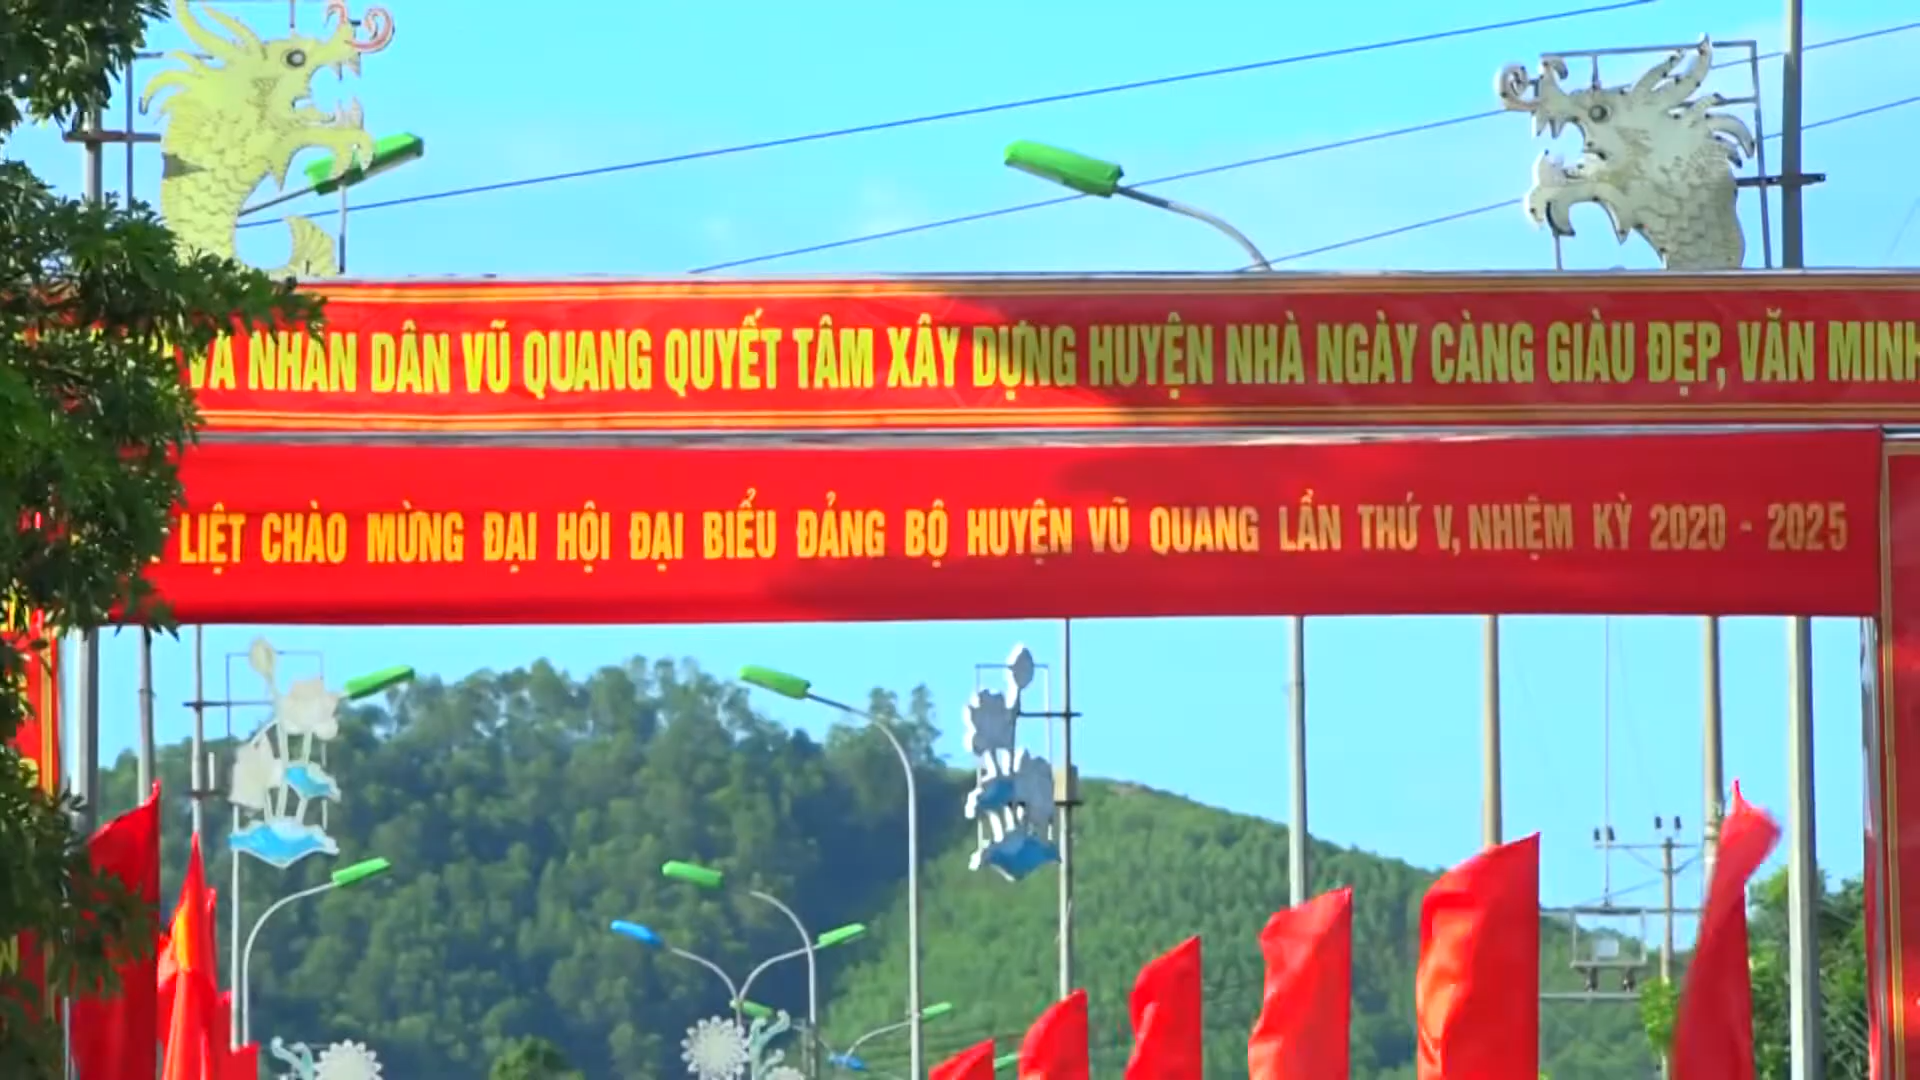 VÀ NHÂN DÂN VŨ QUANG QUYẾT TÂM XÂY DỰNG HUYỆN NHÀ NGÀY CÀNG GIÀU ĐẸP, VĂN MINH
LIỆT CHÀO MỪNG ĐẠI HỘI ĐẠI BIỂU ĐẢNG BỘ HUYỆN VŨ QUANG LẦN THỨ V, NHIỆM KỲ 2020 - 2025